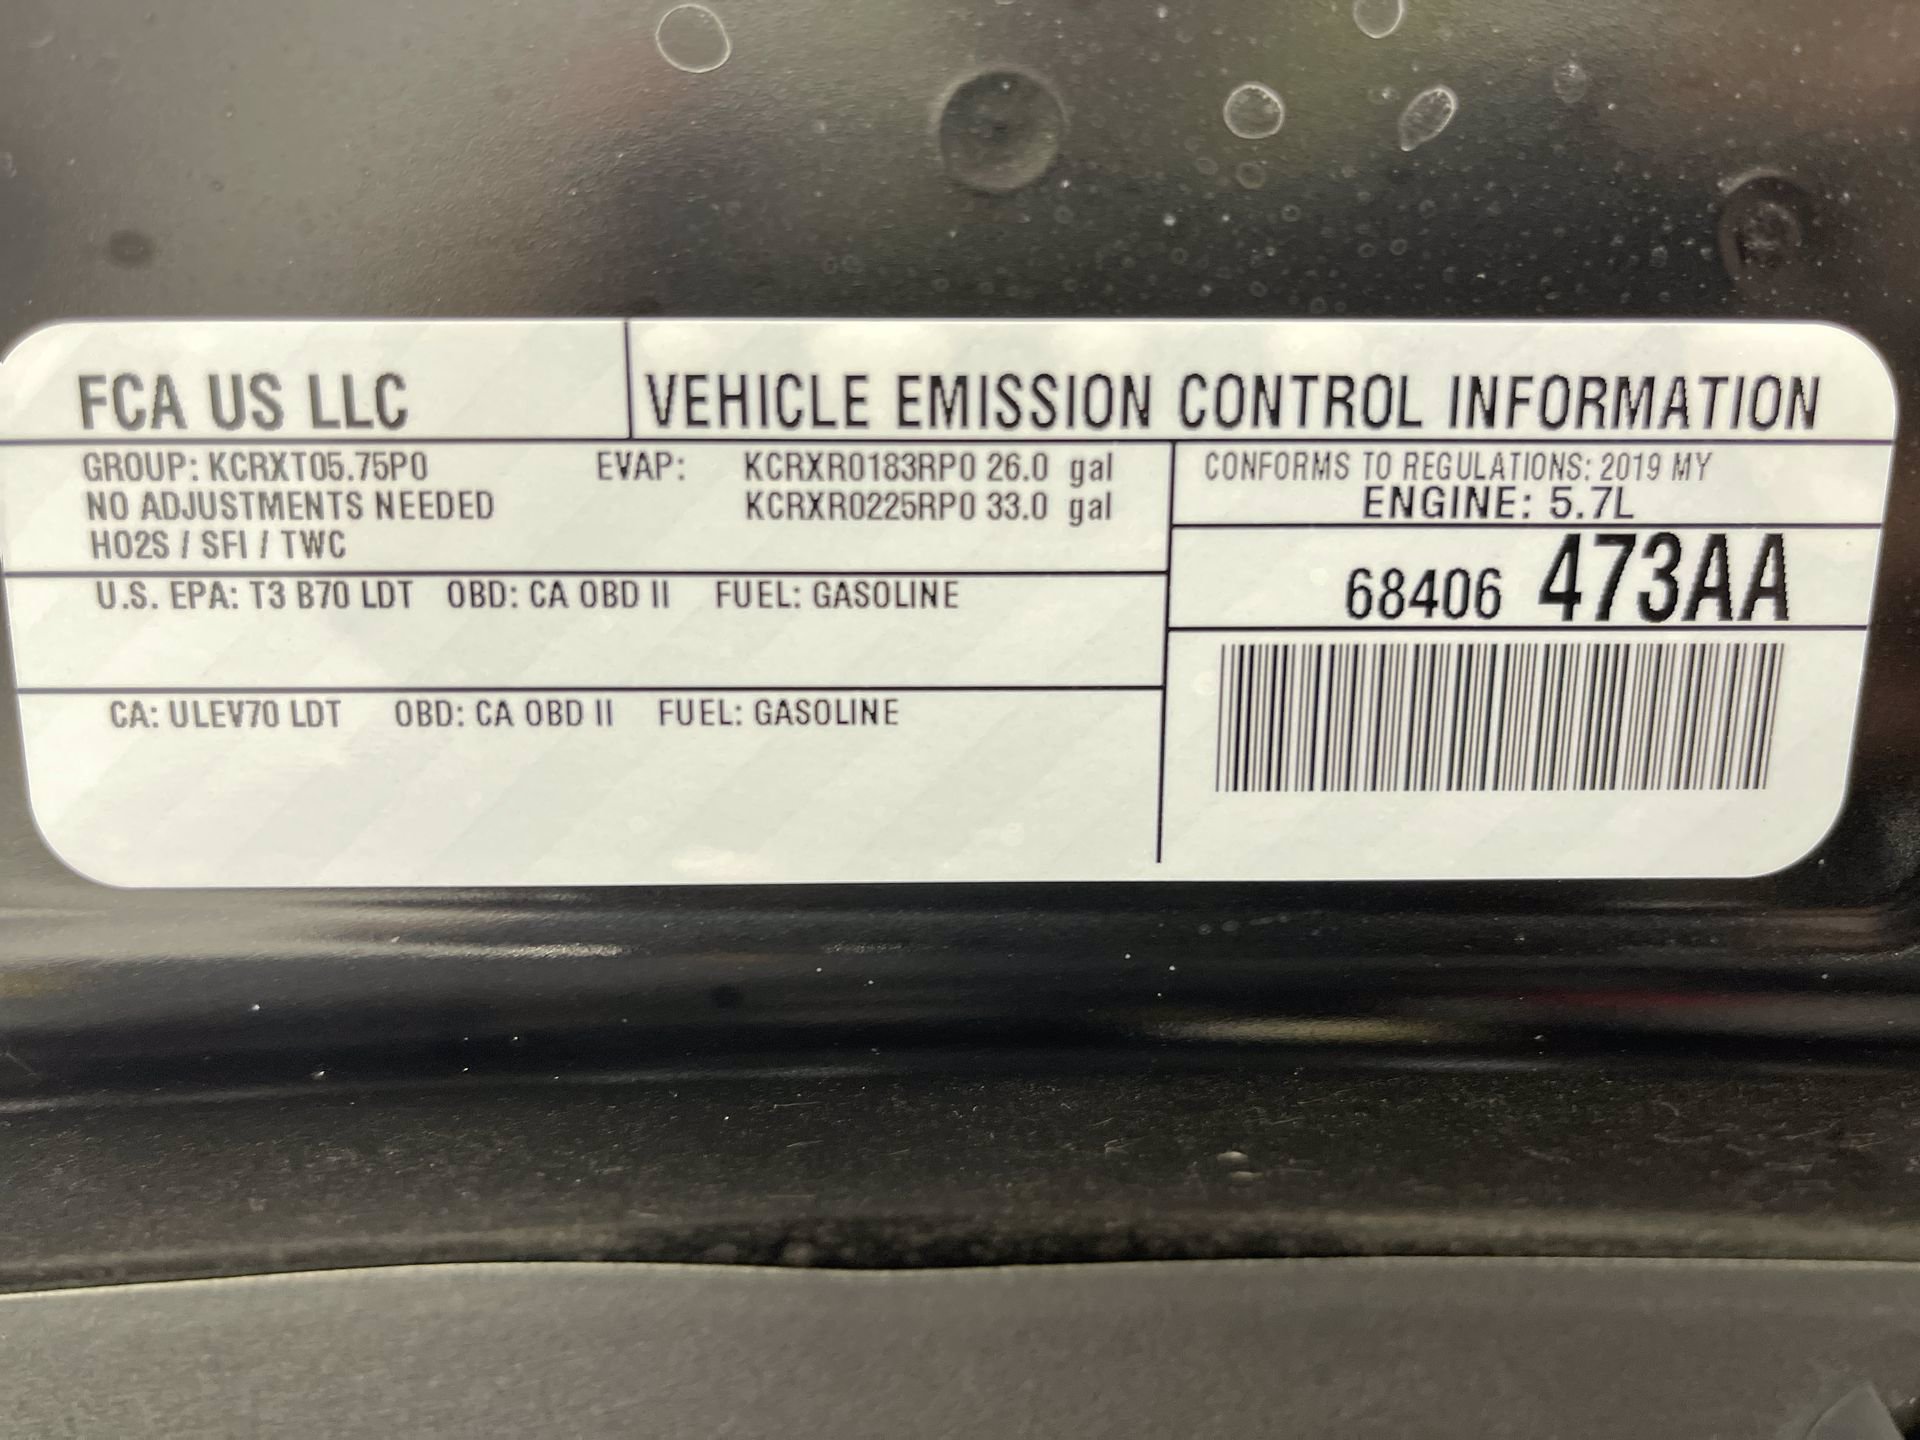 FCA US LLC
VEHICLE EMISSION CONTROL INFORMATION
GROUP: KCRXT05.75P0
NO ADJUSTMENTS NEEDED
HO2S / SFI / TWC
EVAP: KCRXR0183RP0 26.0 gal
KCRXR0225RP0 33.0 gal
CONFORMS TO REGULATIONS: 2019 MY
ENGINE: 5.7L
68406 473AA
U.S. EPA: T3 B70 LDT OBD: CA OBD II FUEL: GASOLINE
CA: ULEV70 LDT OBD: CA OBD II FUEL: GASOLINE